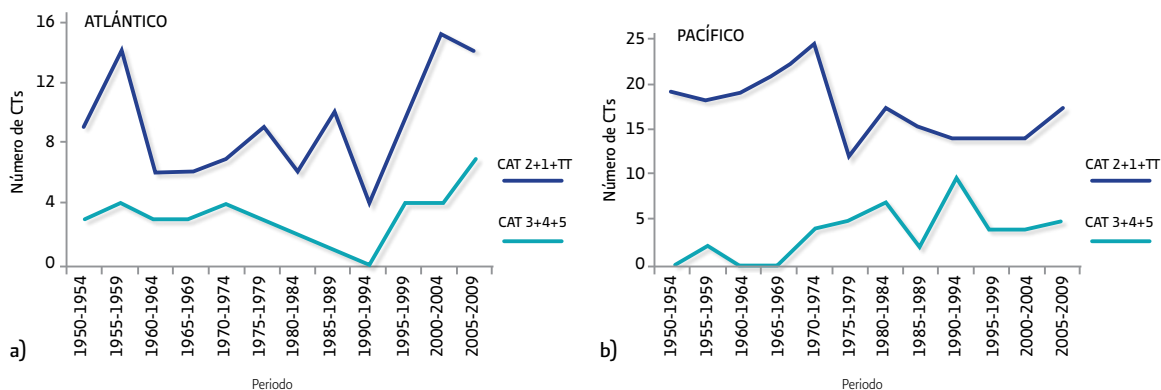 ATLÁNTICO
Número de CTs
16
12
8
4
0
CAT 2+1+TT
CAT 3+4+5
1950-1954
1955-1959
1960-1964
1965-1969
1970-1974
1975-1979
1980-1984
1985-1989
1990-1994
1995-1999
2000-2004
2005-2009
a)
Periodo
PACÍFICO
Número de CTs
25
20
15
10
5
0
CAT 2+1+TT
CAT 3+4+5
1950-1954
1955-1959
1960-1964
1965-1969
1970-1974
1975-1979
1980-1984
1985-1989
1990-1994
1995-1999
2000-2004
2005-2009
b)
Periodo